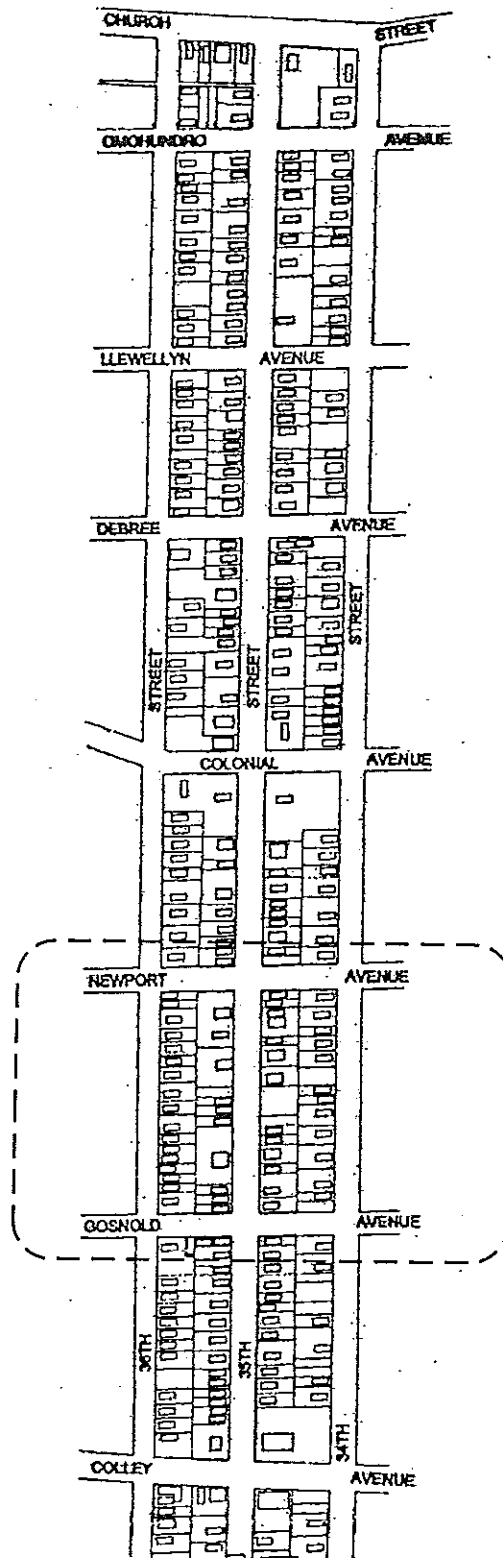 CHURCH STREET
OMOHUNDRO AVENUE
LLEWELLYN AVENUE
DEBREE AVENUE
STREET STREET STREET
COLONIAL AVENUE
NEWPORT AVENUE
GOSNOLD AVENUE
36TH 35TH 34TH
COLLEY AVENUE